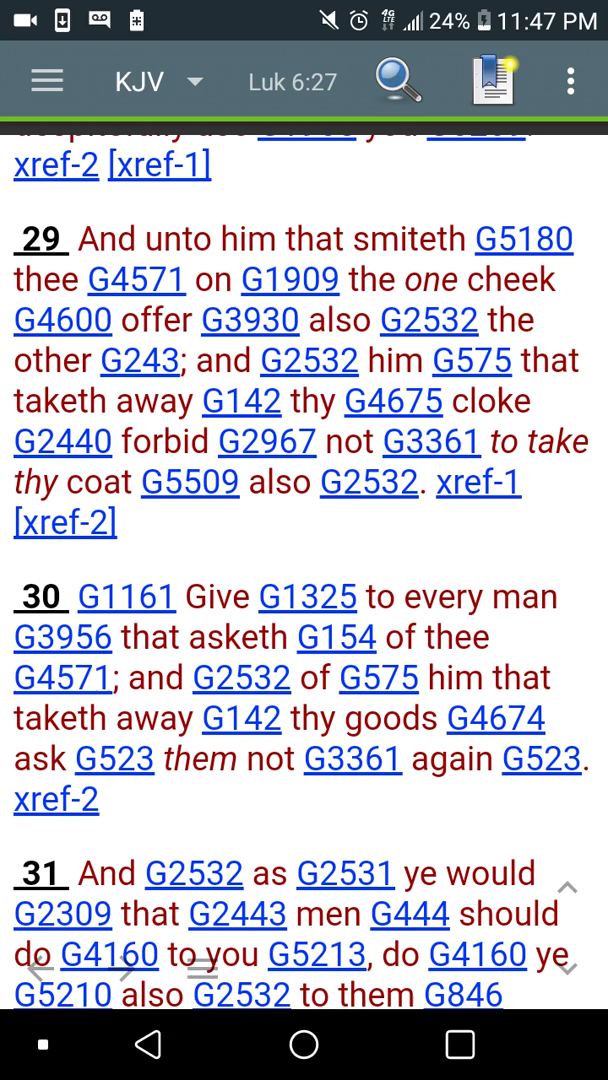 4G LTE 24% 11:47 PM
KJV Luk 6:27
xref-2 [xref-1]
29 And unto him that smiteth G5180
thee G4571 on G1909 the one cheek
G4600 offer G3930 also G2532 the
other G243; and G2532 him G575 that
taketh away G142 thy G4675 cloke
G2440 forbid G2967 not G3361 to take
thy coat G5509 also G2532. xref-1
[xref-2]
30 G1161 Give G1325 to every man
G3956 that asketh G154 of thee
G4571; and G2532 of G575 him that
taketh away G142 thy goods G4674
ask G523 them not G3361 again G523.
xref-2
31 And G2532 as G2531 ye would
G2309 that G2443 men G444 should
do G4160 to you G5213, do G4160 ye
G5210 also G2532 to them G846